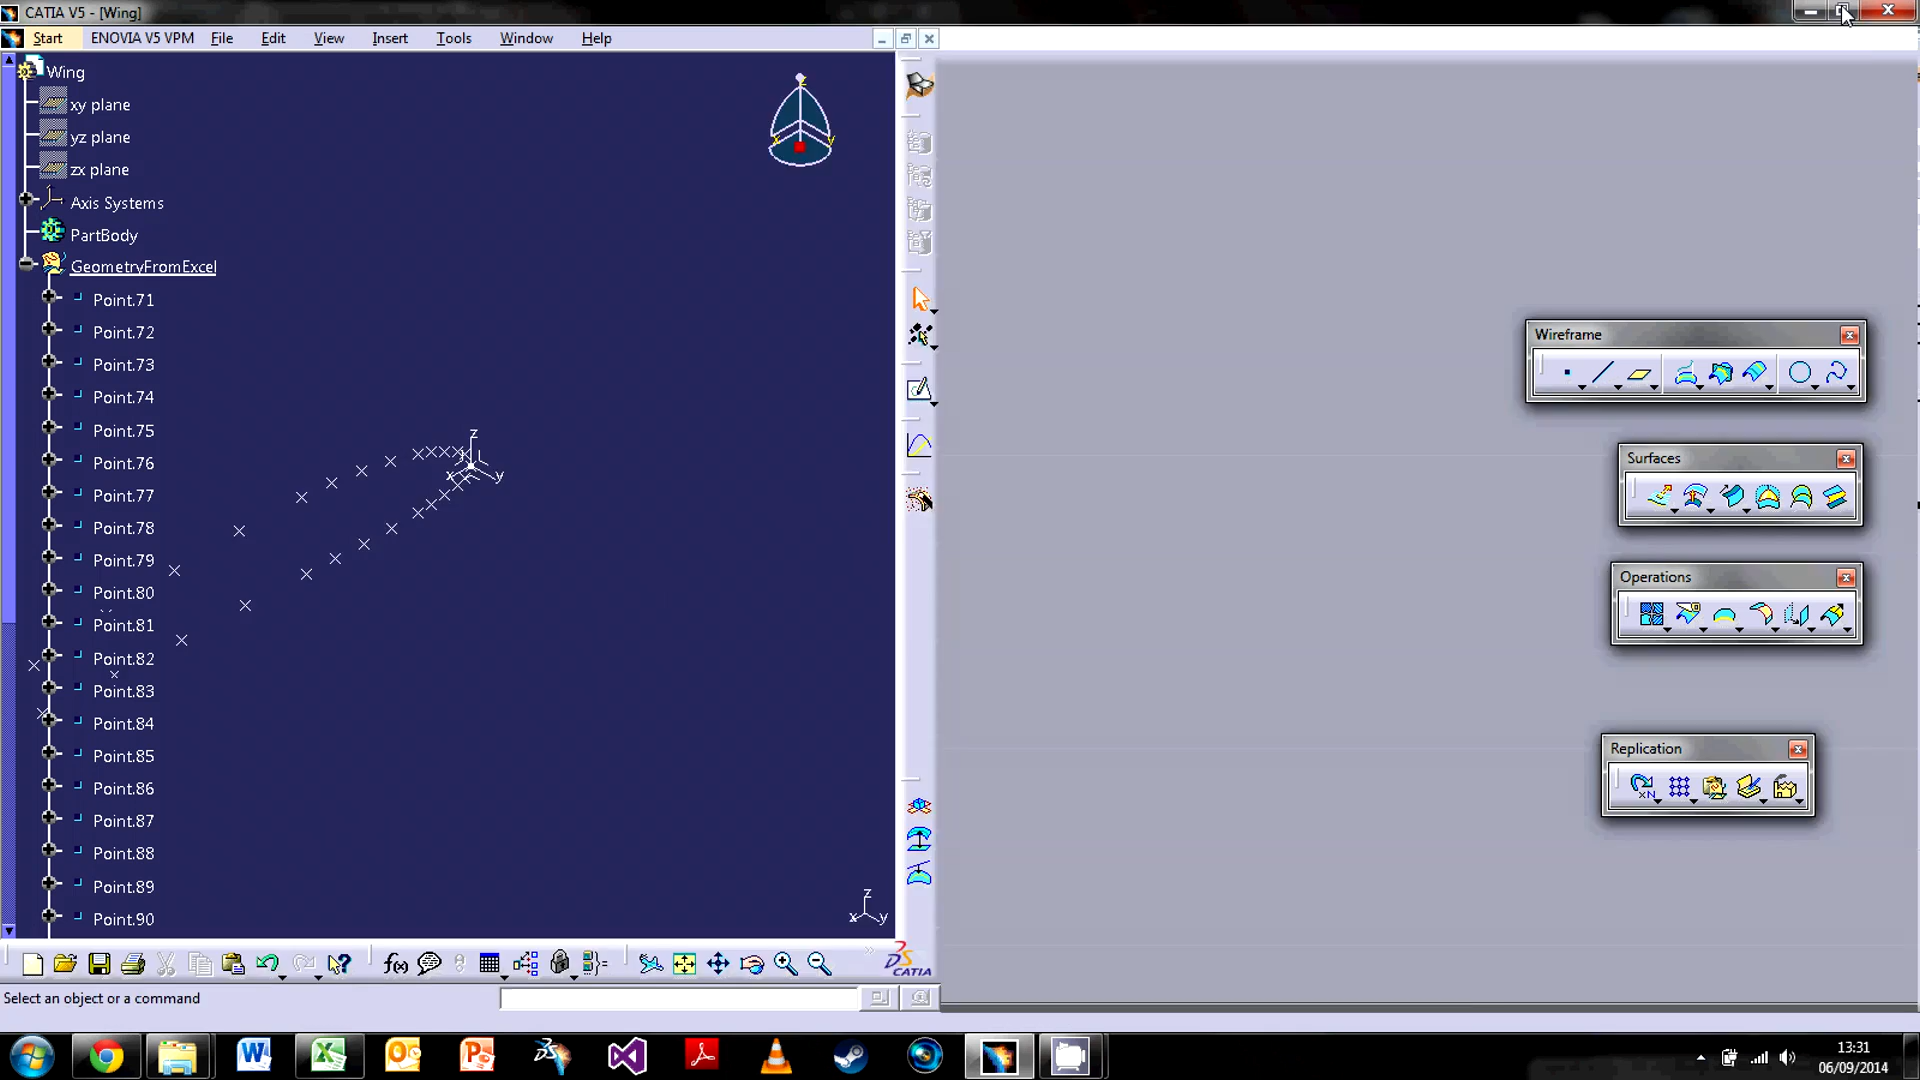 CATIA V5 - [Wing]
Start ENOVIA V5 VPM File Edit View Insert Tools Window Help
Wing
xy plane
yz plane
zx plane
Axis Systems
PartBody
GeometryFromExcel
Point.71
Point.72
Point.73
Point.74
Point.75
Point.76
Point.77
Point.78
Point.79
Point.80
Point.81
Point.82
Point.83
Point.84
Point.85
Point.86
Point.87
Point.88
Point.89
Point.90
z
x y
z
x y
Wireframe
Surfaces
Operations
Replication
CATIA
Select an object or a command
13:31
06/09/2014